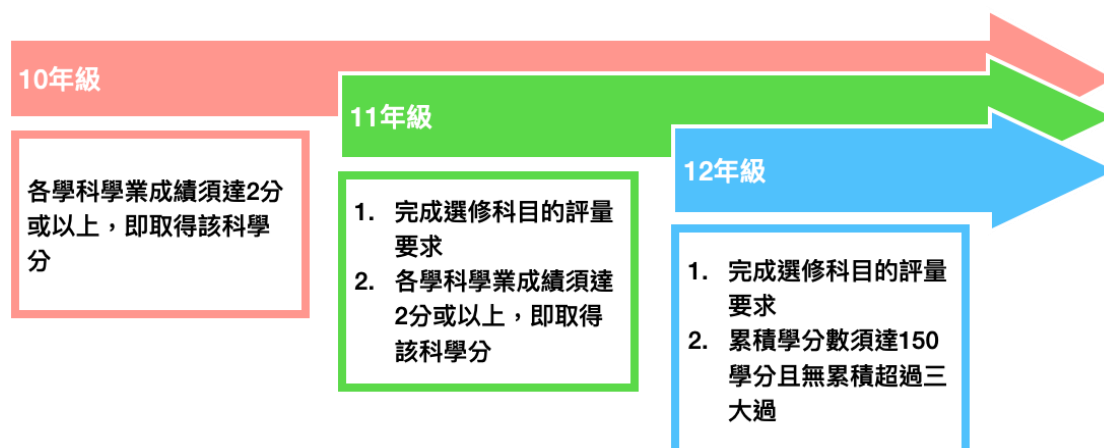 10年級
各學科學業成績須達2分
或以上，即取得該科學
分
11年級
1. 完成選修科目的評量
要求
2. 各學科學業成績須達
2分或以上，即取得
該科學分
12年級
1. 完成選修科目的評量
要求
2. 累積學分數須達150
學分且無累積超過三
大過